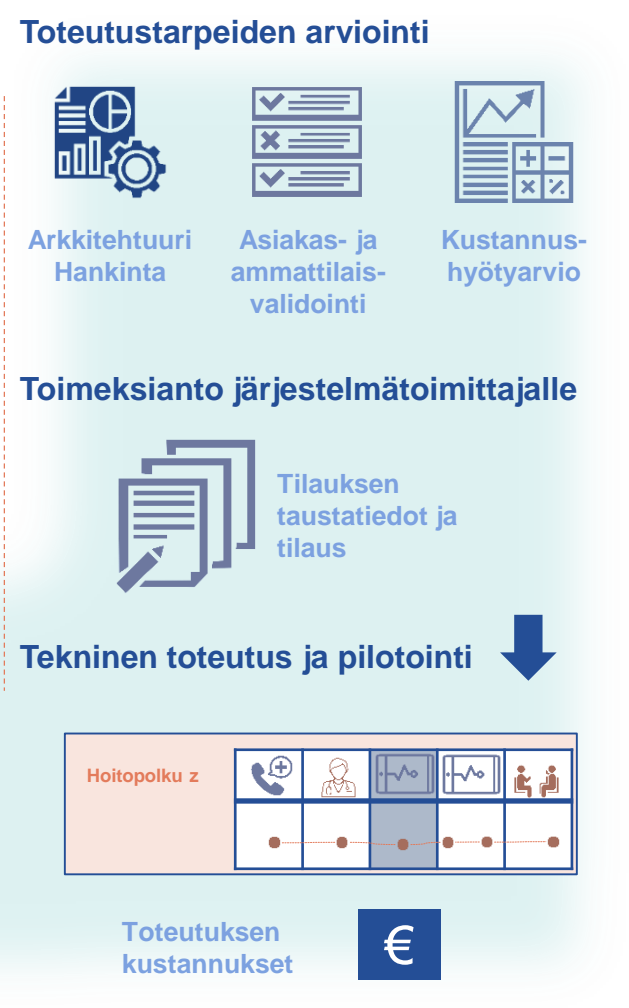 Toteutustarpeiden arviointi
Arkkitehtuuri
Hankinta
Asiakas- ja
ammattilais-
validointi
Kustannus-
hyötyarvio
Toimeksianto järjestelmätoimittajalle
Tilauksen
taustatiedot ja
tilaus
Tekninen toteutus ja pilotointi
Hoitopolku z
Toteutuksen
kustannukset
€